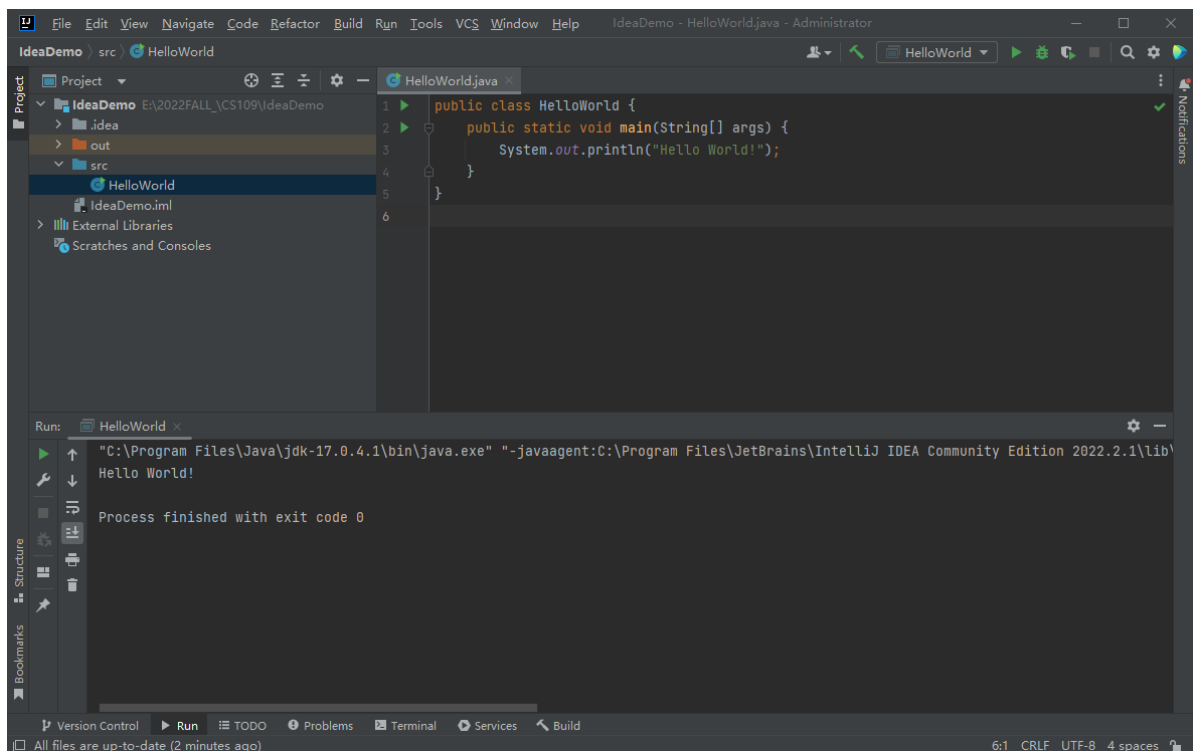 File Edit View Navigate Code Refactor Build Run Tools VCS Window Help IdeaDemo - HelloWorld.java - Administrator
IdeaDemo src HelloWorld
HelloWorld
Project
Project
HelloWorld.java
Notifications
IdeaDemo E:\2022FALL_\CS109\IdeaDemo
.idea
out
src
HelloWorld
IdeaDemo.iml
External Libraries
Scratches and Consoles
1 public class HelloWorld {
2 public static void main(String[] args) {
3 System.out.println("Hello World!");
4 }
5 }
6
Run: HelloWorld
"C:\Program Files\Java\jdk-17.0.4.1\bin\java.exe" "-javaagent:C:\Program Files\JetBrains\IntelliJ IDEA Community Edition 2022.2.1\lib\
Hello World!
Process finished with exit code 0
Structure
Bookmarks
Version Control Run TODO Problems Terminal Services Build
All files are up-to-date (2 minutes ago) 6:1 CRLF UTF-8 4 spaces